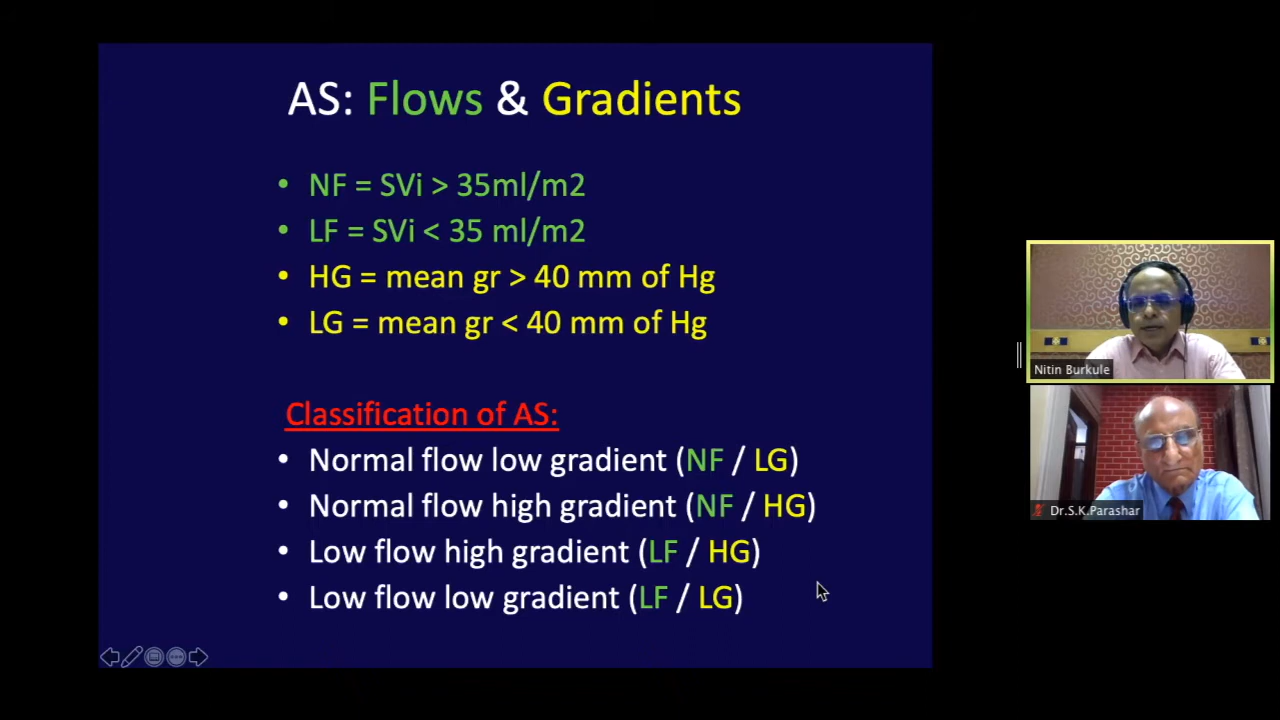 AS: Flows & Gradients
• NF = SVi > 35ml/m2
• LF = SVi < 35 ml/m2
• HG = mean gr > 40 mm of Hg
• LG = mean gr < 40 mm of Hg
Classification of AS:
• Normal flow low gradient (NF / LG)
• Normal flow high gradient (NF / HG)
• Low flow high gradient (LF / HG)
• Low flow low gradient (LF / LG)
Nitin Burkule
Dr.S.K.Parashar